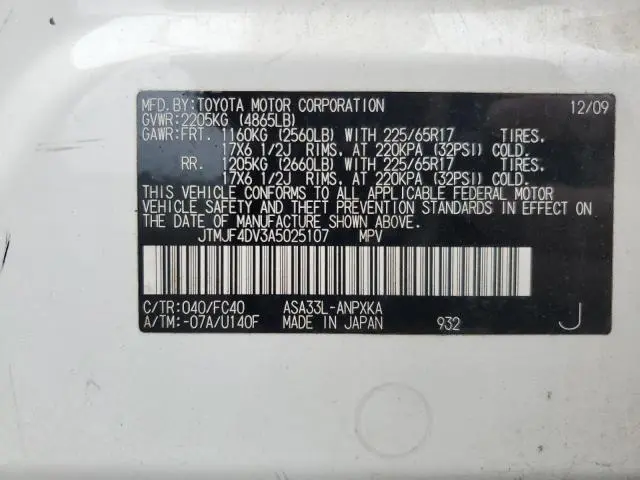 MFD. BY: TOYOTA MOTOR CORPORATION 12/09
GVWR: 2205KG (4865LB)
GAWR: FRT. 1160KG (2560LB) WITH 225/65R17 TIRES.
17X6 1/2J RIMS, AT 220KPA (32PSI) COLD.
RR. 1205KG (2660LB) WITH 225/65R17 TIRES.
17X6 1/2J RIMS, AT 220KPA (32PSI) COLD.
THIS VEHICLE CONFORMS TO ALL APPLICABLE FEDERAL MOTOR
VEHICLE SAFETY AND THEFT PREVENTION STANDARDS IN EFFECT ON
THE DATE OF MANUFACTURE SHOWN ABOVE.
JTMJF4DV3A5025107 MPV
C/TR: 040/FC40 ASA33L-ANPXKA
A/TM: -07A/U140F MADE IN JAPAN 932 J